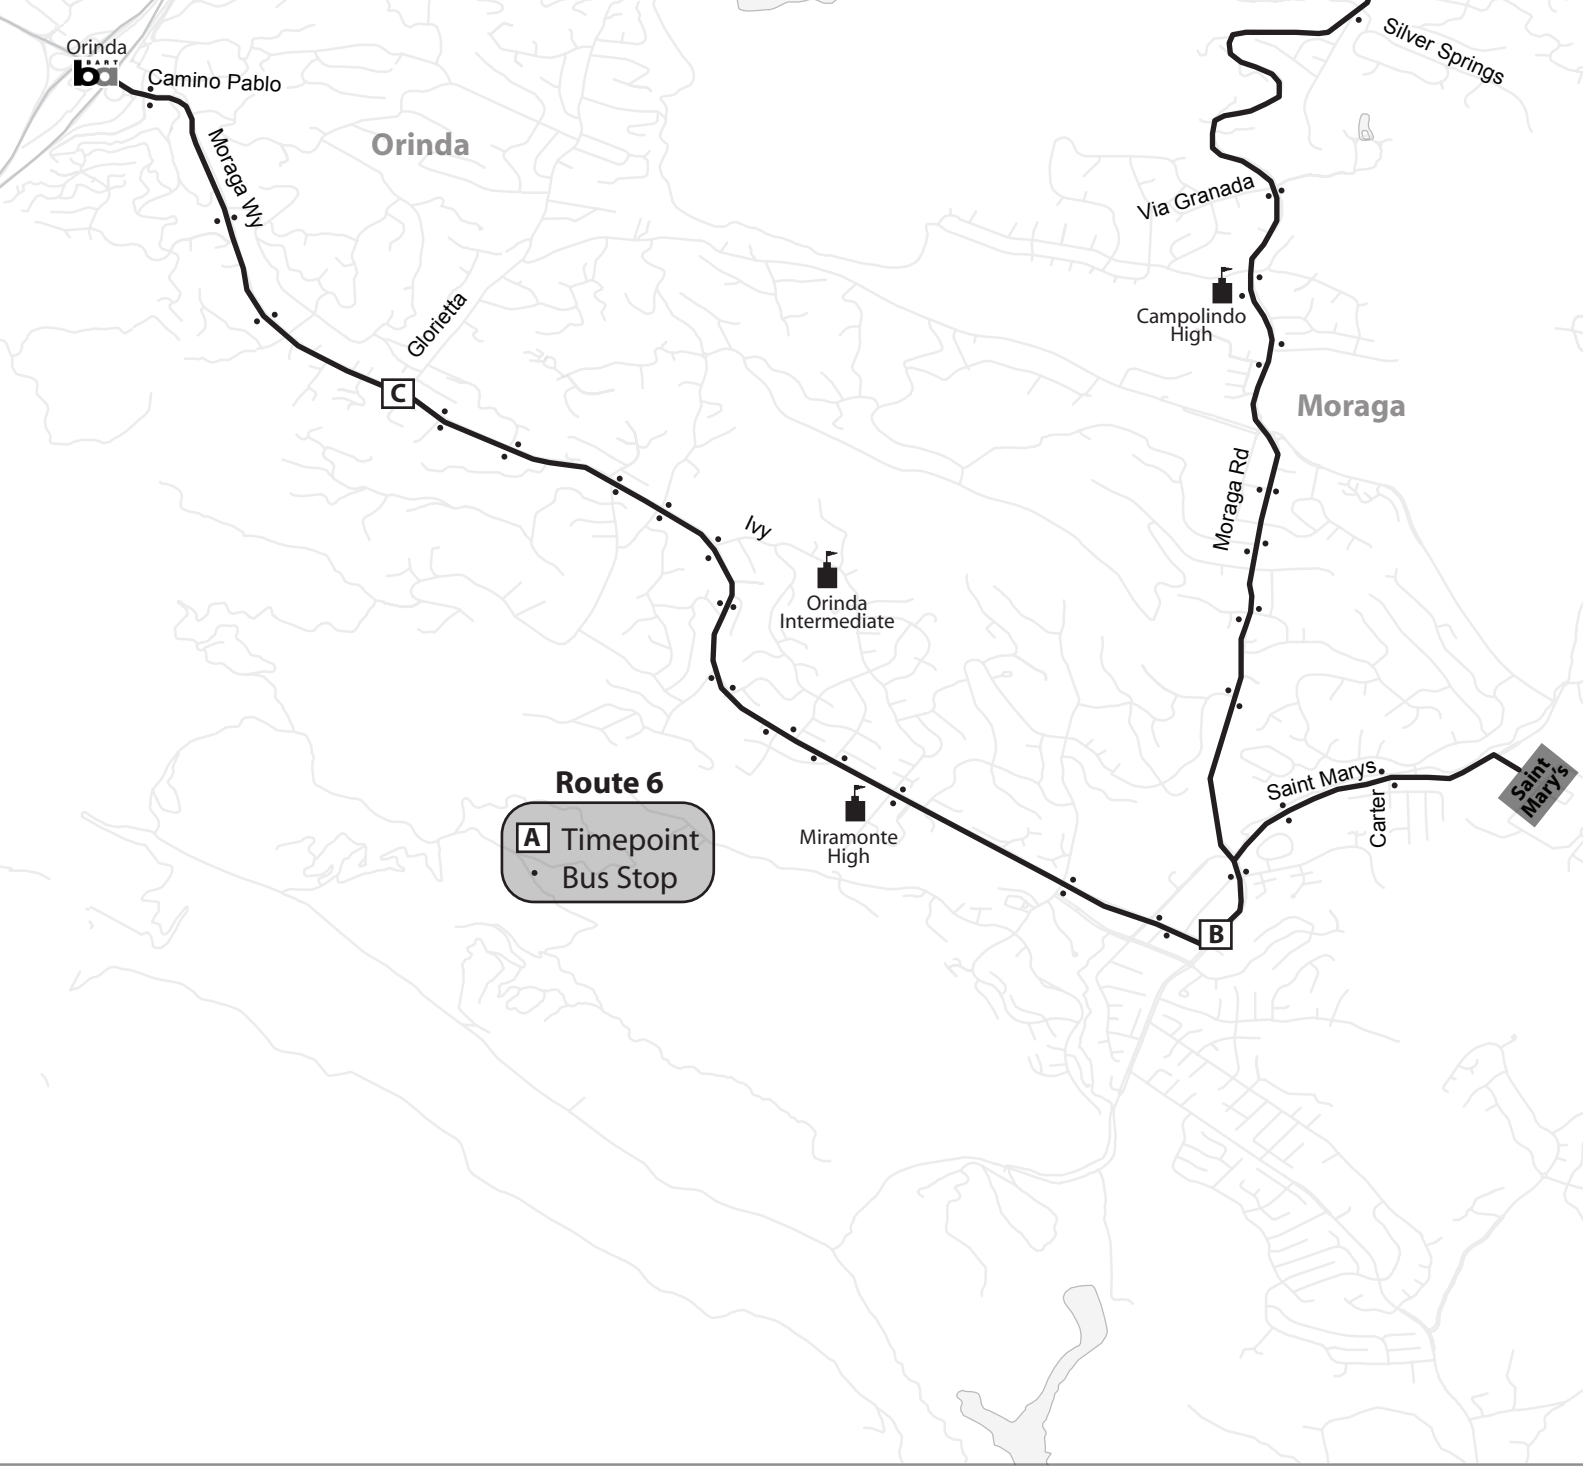 Silver Springs
Orinda
BART
ba
Camino Pablo
Orinda
Moraga Wy
Via Granada
Glorietta
Campolindo
High
C
Moraga
Moraga Rd
Ivy
Orinda
Intermediate
Saint Marys
Saint
Mary's
Route 6
A Timepoint
Bus Stop
Carter
Miramonte
High
B